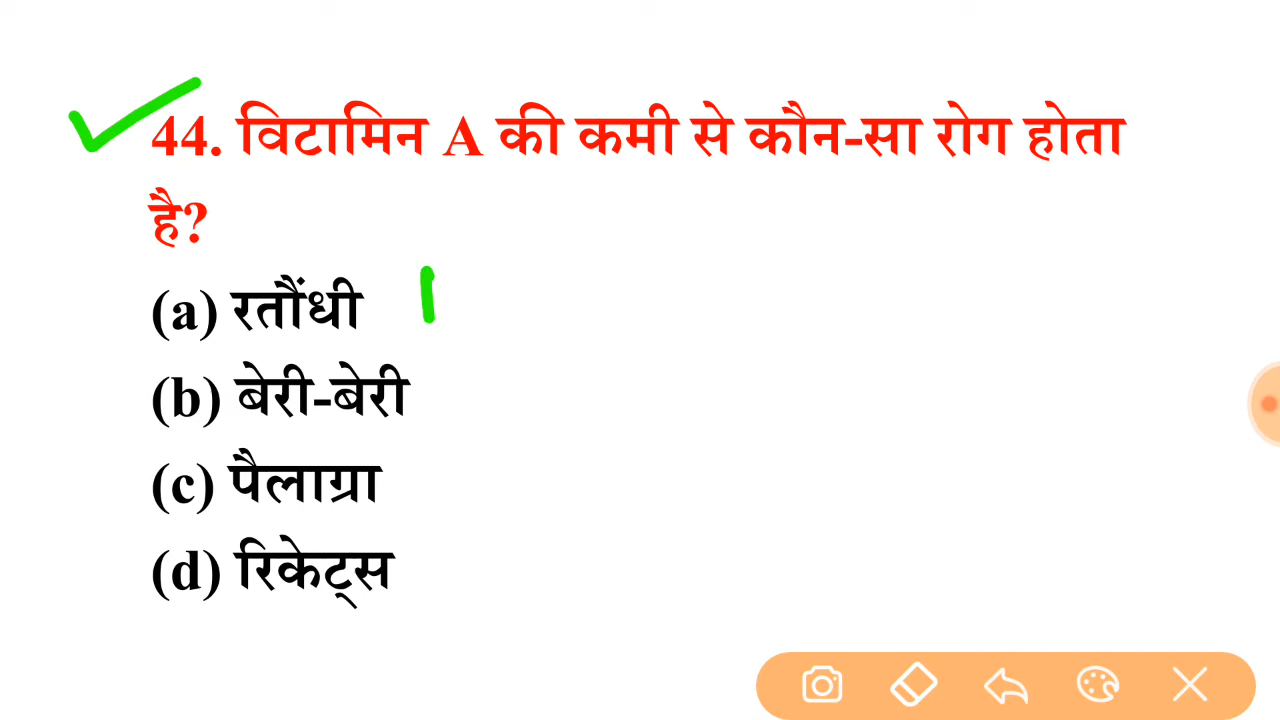 44. विटामिन A की कमी से कौन-सा रोग होता
है?
(a) रतौंधी
(b) बेरी-बेरी
(c) पैलाग्रा
(d) रिकेट्स